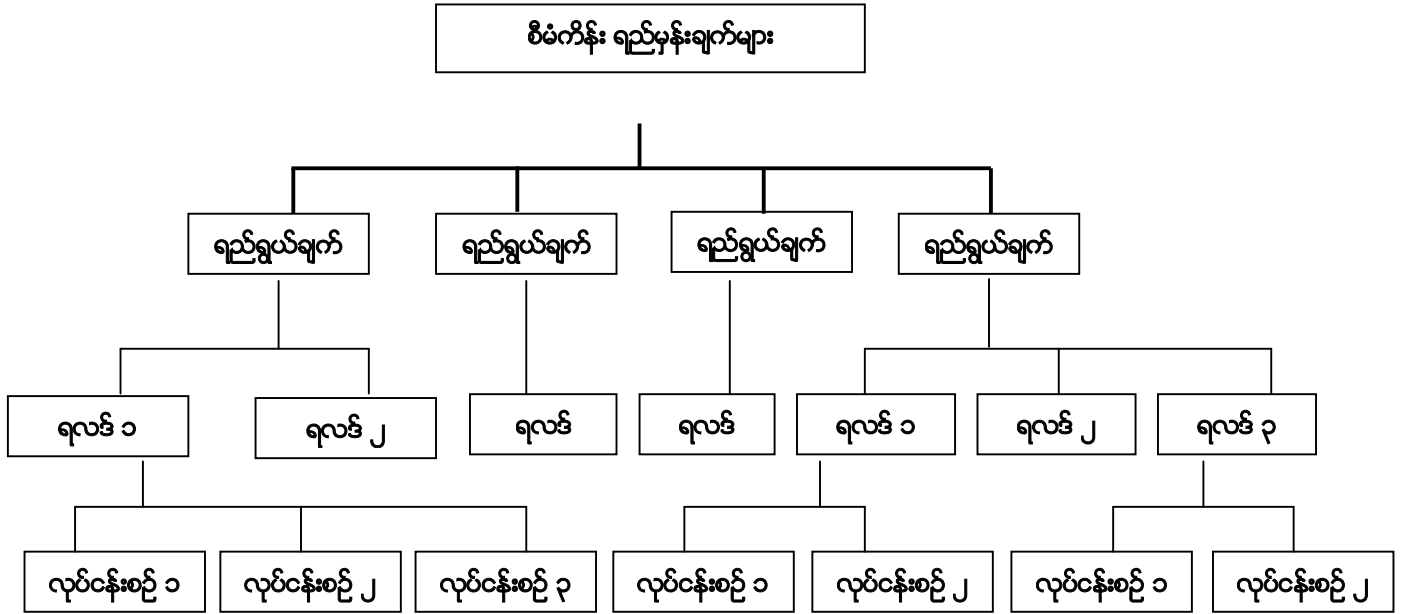 စီမံကိန်း ရည်မှန်းချက်များ
ရည်ရွယ်ချက်
ရည်ရွယ်ချက်
ရည်ရွယ်ချက်
ရည်ရွယ်ချက်
ရလဒ် ၁
ရလဒ် ၂
ရလဒ်
ရလဒ်
ရလဒ် ၁
ရလဒ် ၂
ရလဒ် ၃
လုပ်ငန်းစဉ် ၁
လုပ်ငန်းစဉ် ၂
လုပ်ငန်းစဉ် ၃
လုပ်ငန်းစဉ် ၁
လုပ်ငန်းစဉ် ၂
လုပ်ငန်းစဉ် ၁
လုပ်ငန်းစဉ် ၂